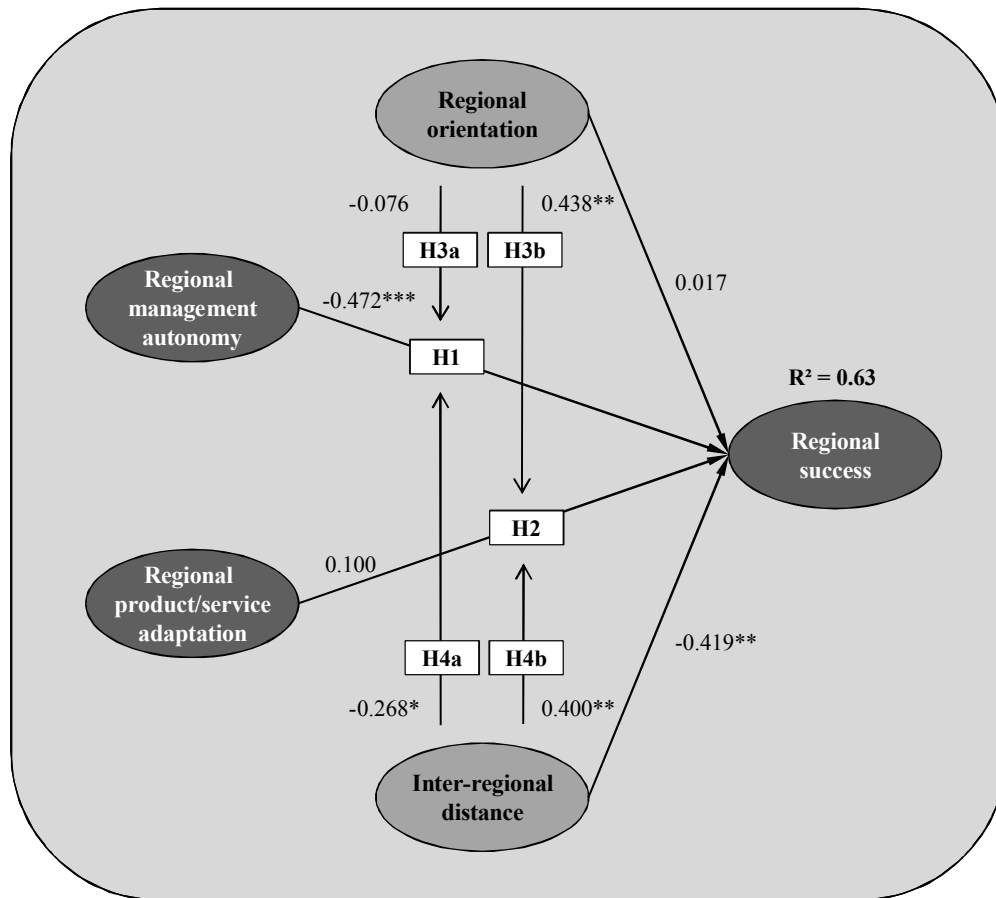 Regional
orientation
-0.076
0.438**
H3a
H3b
Regional
management
autonomy
-0.472***
0.017
H1
R² = 0.63
Regional
success
H2
0.100
Regional
product/service
adaptation
H4a
H4b
-0.419**
-0.268*
0.400**
Inter-regional
distance